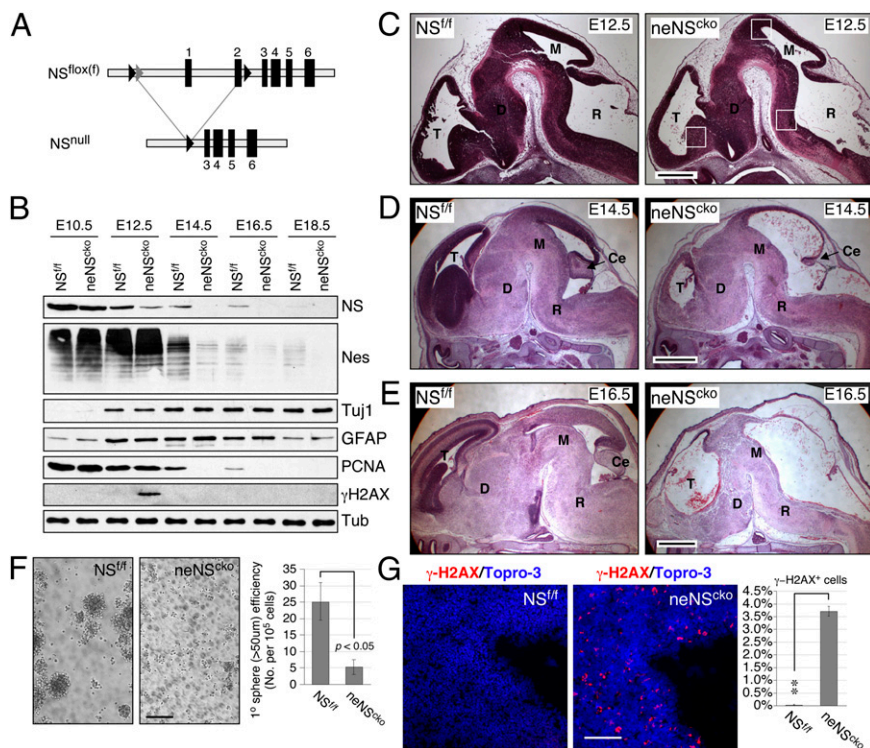 A
1 2 3 4 5 6
NSflox(f)
NSnull
3 4 5 6
B
E10.5 E12.5 E14.5 E16.5 E18.5
NSf/f neNScko NSf/f neNScko NSf/f neNScko NSf/f neNScko NSf/f neNScko
NS
Nes
Tuj1
GFAP
PCNA
γH2AX
Tub
C
NSf/f E12.5 neNScko E12.5
M M
D R
T T
R
D
D
NSf/f E14.5 neNScko E14.5
T M Ce M Ce
D T D
R R
E
NSf/f E16.5 neNScko E16.5
T M Ce M
D T D
R R
F
NSf/f neNScko
1º sphere (>50um) efficiency
(No. per 10⁵ cells)
35
30
25
20
15
10
5
0
p < 0.05
NSf/f
neNScko
G
γ-H2AX/Topro-3 γ-H2AX/Topro-3
NSf/f neNScko
γ-H2AX⁺ cells
4.5%
4.0%
3.5%
3.0%
2.5%
2.0%
1.5%
1.0%
0.5%
0%
**
NSf/f
neNScko